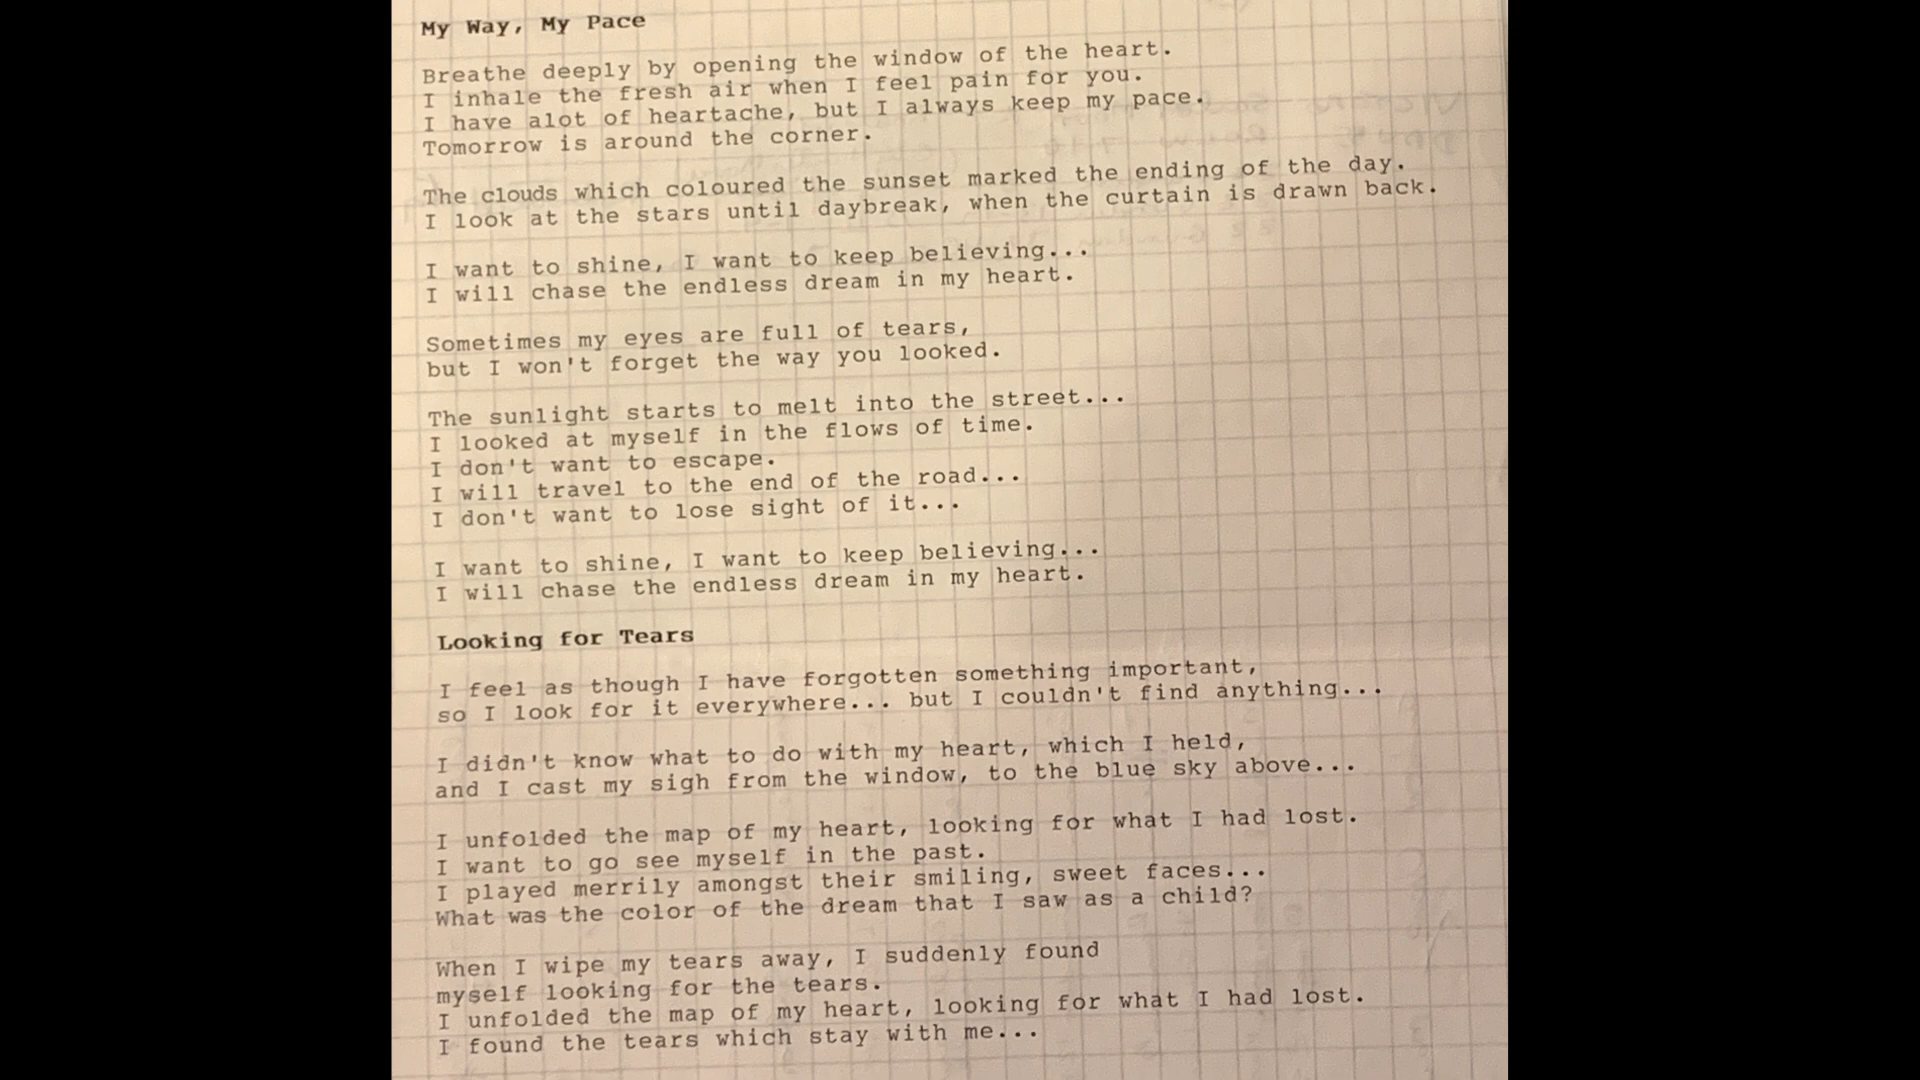 My Way, My Pace
Breathe deeply by opening the window of the heart.
I inhale the fresh air when I feel pain for you.
I have alot of heartache, but I always keep my pace.
Tomorrow is around the corner.
The clouds which coloured the sunset marked the ending of the day.
I look at the stars until daybreak, when the curtain is drawn back.
I want to shine, I want to keep believing...
I will chase the endless dream in my heart.
Sometimes my eyes are full of tears,
but I won't forget the way you looked.
The sunlight starts to melt into the street...
I looked at myself in the flows of time.
I don't want to escape.
I will travel to the end of the road...
I don't want to lose sight of it...
I want to shine, I want to keep believing...
I will chase the endless dream in my heart.
Looking for Tears
I feel as though I have forgotten something important,
so I look for it everywhere... but I couldn't find anything...
I didn't know what to do with my heart, which I held,
and I cast my sigh from the window, to the blue sky above...
I unfolded the map of my heart, looking for what I had lost.
I want to go see myself in the past.
I played merrily amongst their smiling, sweet faces...
What was the color of the dream that I saw as a child?
When I wipe my tears away, I suddenly found
myself looking for the tears.
I unfolded the map of my heart, looking for what I had lost.
I found the tears which stay with me...